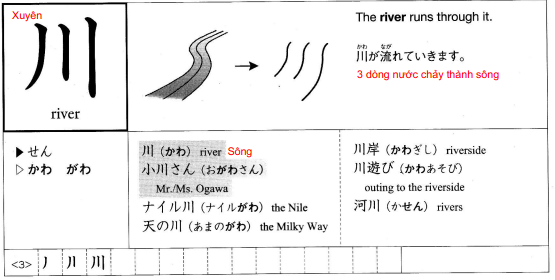 Xuyên
川
river
The river runs through it.
かわ なが
川が流れていきます。
3 dòng nước chảy thành sông
▶せん
▷かわ がわ
川（かわ）river Sông
小川さん（おがわさん）
Mr./Ms. Ogawa
ナイル川（ナイルがわ）the Nile
天の川（あまのがわ）the Milky Way
川岸（かわぎし）riverside
川遊び（かわあそび）
outing to the riverside
河川（かせん）rivers
<3> 丿 川 川